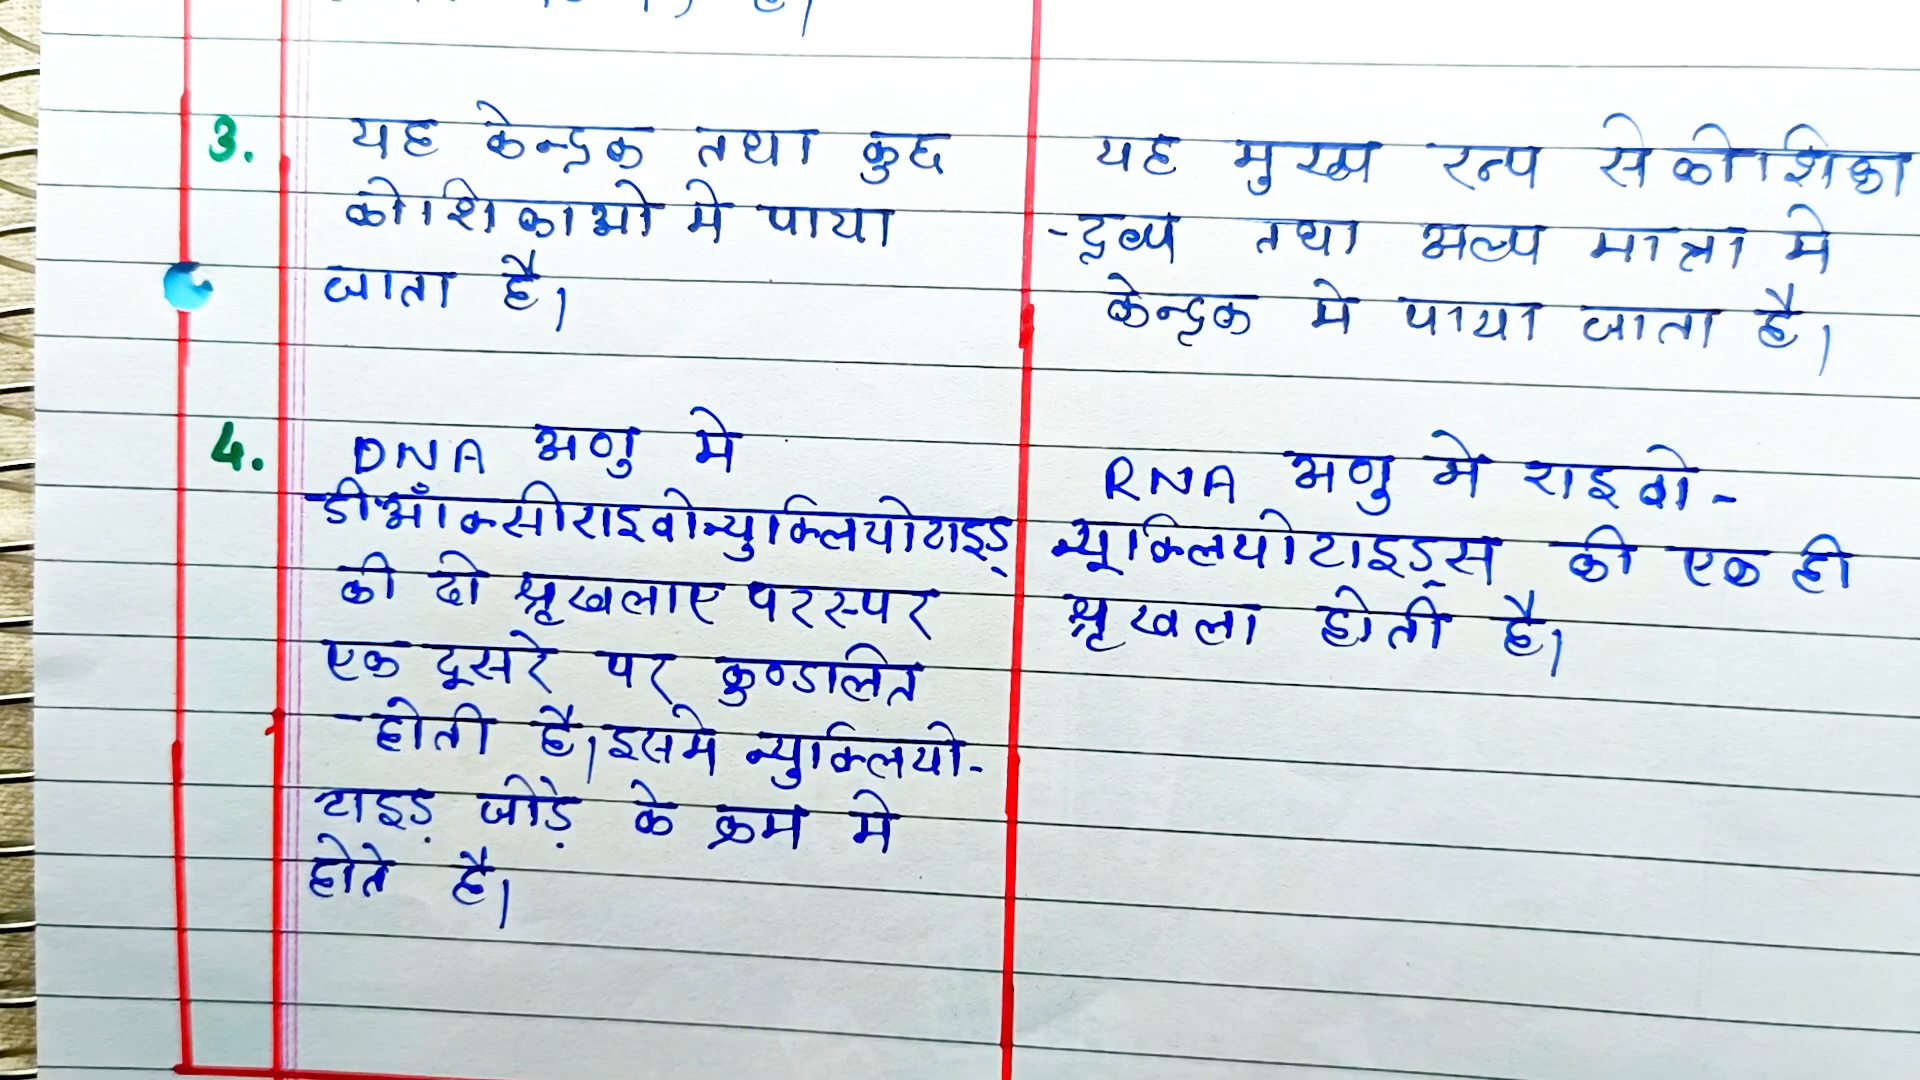 है।
3.
यह केन्द्रक तथा कुछ
कोशिकाओ मे पाया
जाता है।
यह मुख्य रूप से कोशिका
-द्रव्य तथा अल्प मात्रा मे
केन्द्रक मे पाया जाता है।
4.
DNA अणु मे
डीऑक्सीराइबोन्युक्लियोटाइड्
की दो श्रृखलाए परस्पर
एक दूसरे पर कुण्डलित
-होती है। इसमे न्युक्लियो-
टाइड़ जोड़े के क्रम मे
होते है।
RNA अणु मे राइबो-
न्यूक्लियोटाइड्स की एक ही
श्रृखला होती है।